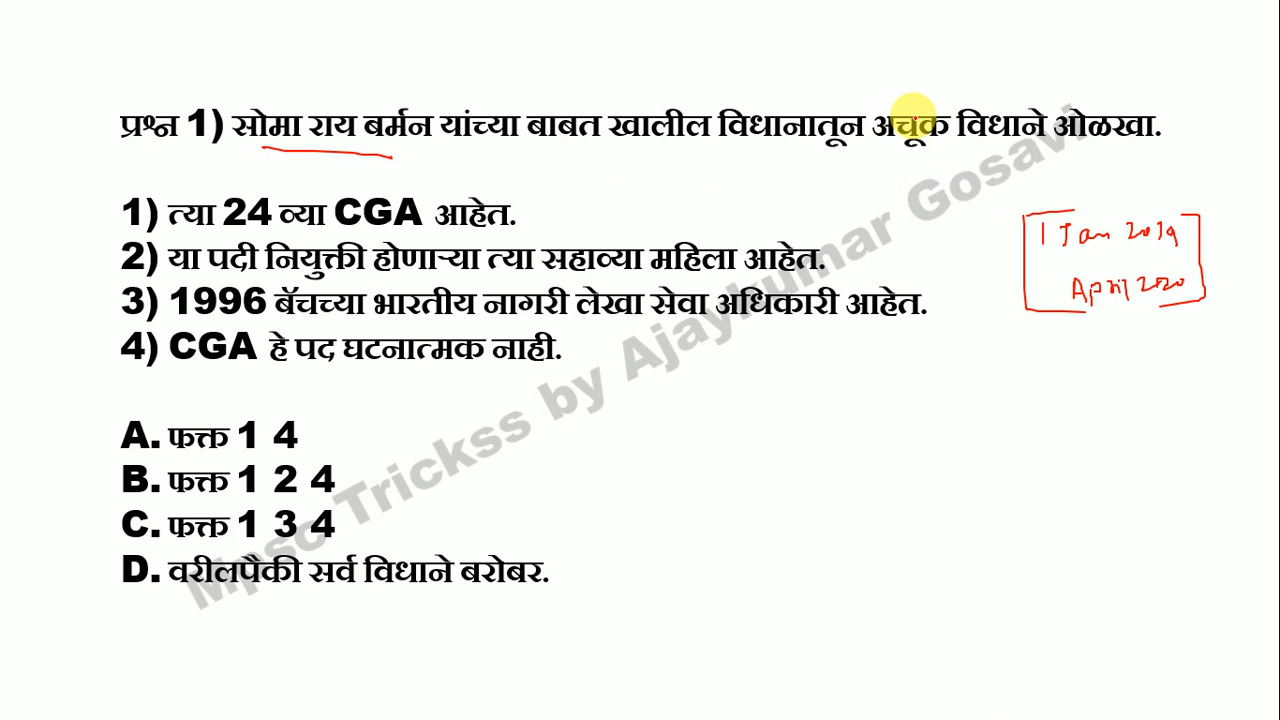 प्रश्न 1) सोमा राय बर्मन यांच्या बाबत खालील विधानातून अचूक विधाने ओळखा.
1) त्या 24 व्या CGA आहेत.
2) या पदी नियुक्ती होणाऱ्या त्या सहाव्या महिला आहेत.
3) 1996 बॅचच्या भारतीय नागरी लेखा सेवा अधिकारी आहेत.
4) CGA हे पद घटनात्मक नाही.
1 Jan 2019
April 2020
A. फक्त 1 4
B. फक्त 1 2 4
C. फक्त 1 3 4
D. वरीलपैकी सर्व विधाने बरोबर.
Mpsc Trickss by Ajaykumar Gosavi